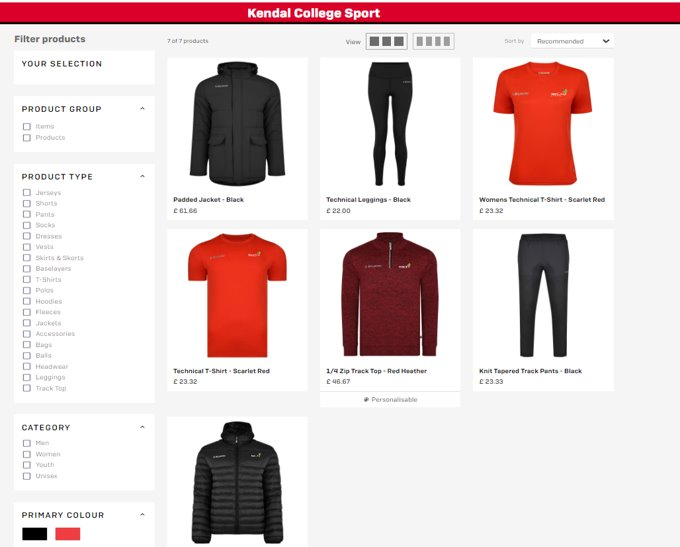 Kendal College Sport
Filter products
7 of 7 products
View
Sort by
Recommended
YOUR SELECTION
PRODUCT GROUP
Items
Products
PRODUCT TYPE
Jerseys
Shorts
Pants
Socks
Dresses
Vests
Skirts & Skorts
Baselayers
T-Shirts
Polos
Hoodies
Fleeces
Jackets
Accessories
Bags
Balls
Headwear
Leggings
Track Top
CATEGORY
Men
Women
Youth
Unisex
PRIMARY COLOUR
Padded Jacket - Black
£ 61.66
Technical Leggings - Black
£ 22.00
Womens Technical T-Shirt - Scarlet Red
£ 23.32
Technical T-Shirt - Scarlet Red
£ 23.32
1/4 Zip Track Top - Red Heather
£ 46.67
Personalisable
Knit Tapered Track Pants - Black
£ 23.33